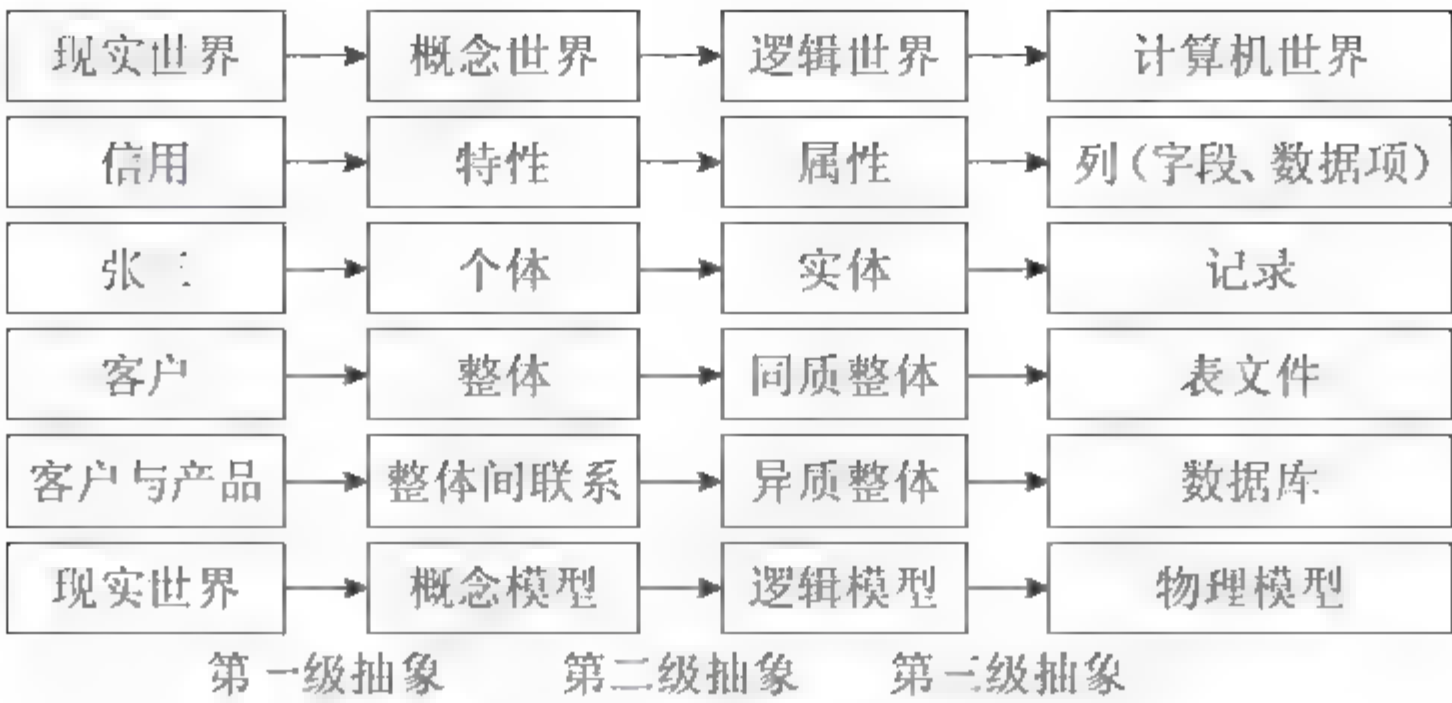 现实世界 概念世界 逻辑世界 计算机世界
信用 特性 属性 列(字段、数据项)
张三 个体 实体 记录
客户 整体 同质整体 表文件
客户与产品 整体间联系 异质整体 数据库
现实世界 概念模型 逻辑模型 物理模型
第一级抽象 第二级抽象 第三级抽象